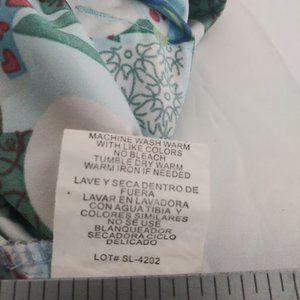 MACHINE WASH WARM
WITH LIKE COLORS
NO BLEACH
TUMBLE DRY WARM
WARM IRON IF NEEDED
LAVE Y SECA DENTRO DE
FUERA
LAVAR EN LAVADORA
CON AGUA TIBIA Y
COLORES SIMILARES
NO SE USE
BLANQUEADOR
SECADORA CICLO
DELICADO
LOT# SL-4202